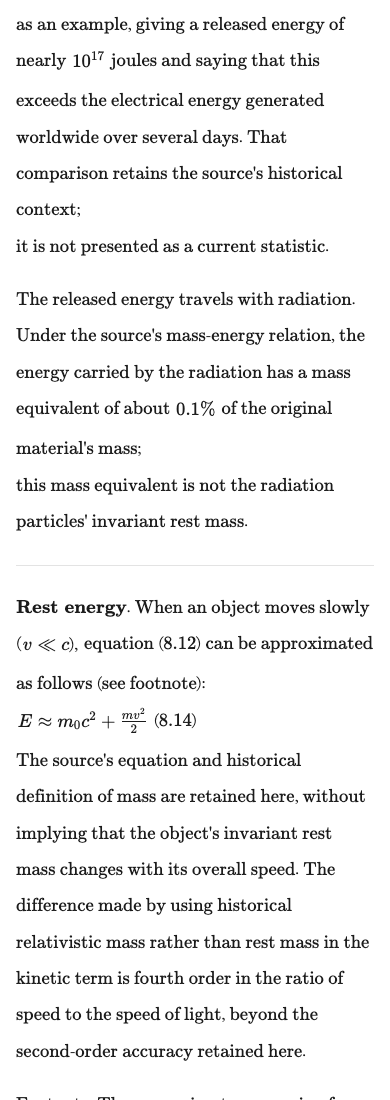 as an example, giving a released energy of
nearly 10¹⁷ joules and saying that this
exceeds the electrical energy generated
worldwide over several days. That
comparison retains the source's historical
context;
it is not presented as a current statistic.
The released energy travels with radiation.
Under the source's mass-energy relation, the
energy carried by the radiation has a mass
equivalent of about 0.1% of the original
material's mass;
this mass equivalent is not the radiation
particles' invariant rest mass.
Rest energy. When an object moves slowly
(v ≪ c), equation (8.12) can be approximated
as follows (see footnote):
E ≈ m₀c² + mv²/2 (8.14)
The source's equation and historical
definition of mass are retained here, without
implying that the object's invariant rest
mass changes with its overall speed. The
difference made by using historical
relativistic mass rather than rest mass in the
kinetic term is fourth order in the ratio of
speed to the speed of light, beyond the
second-order accuracy retained here.